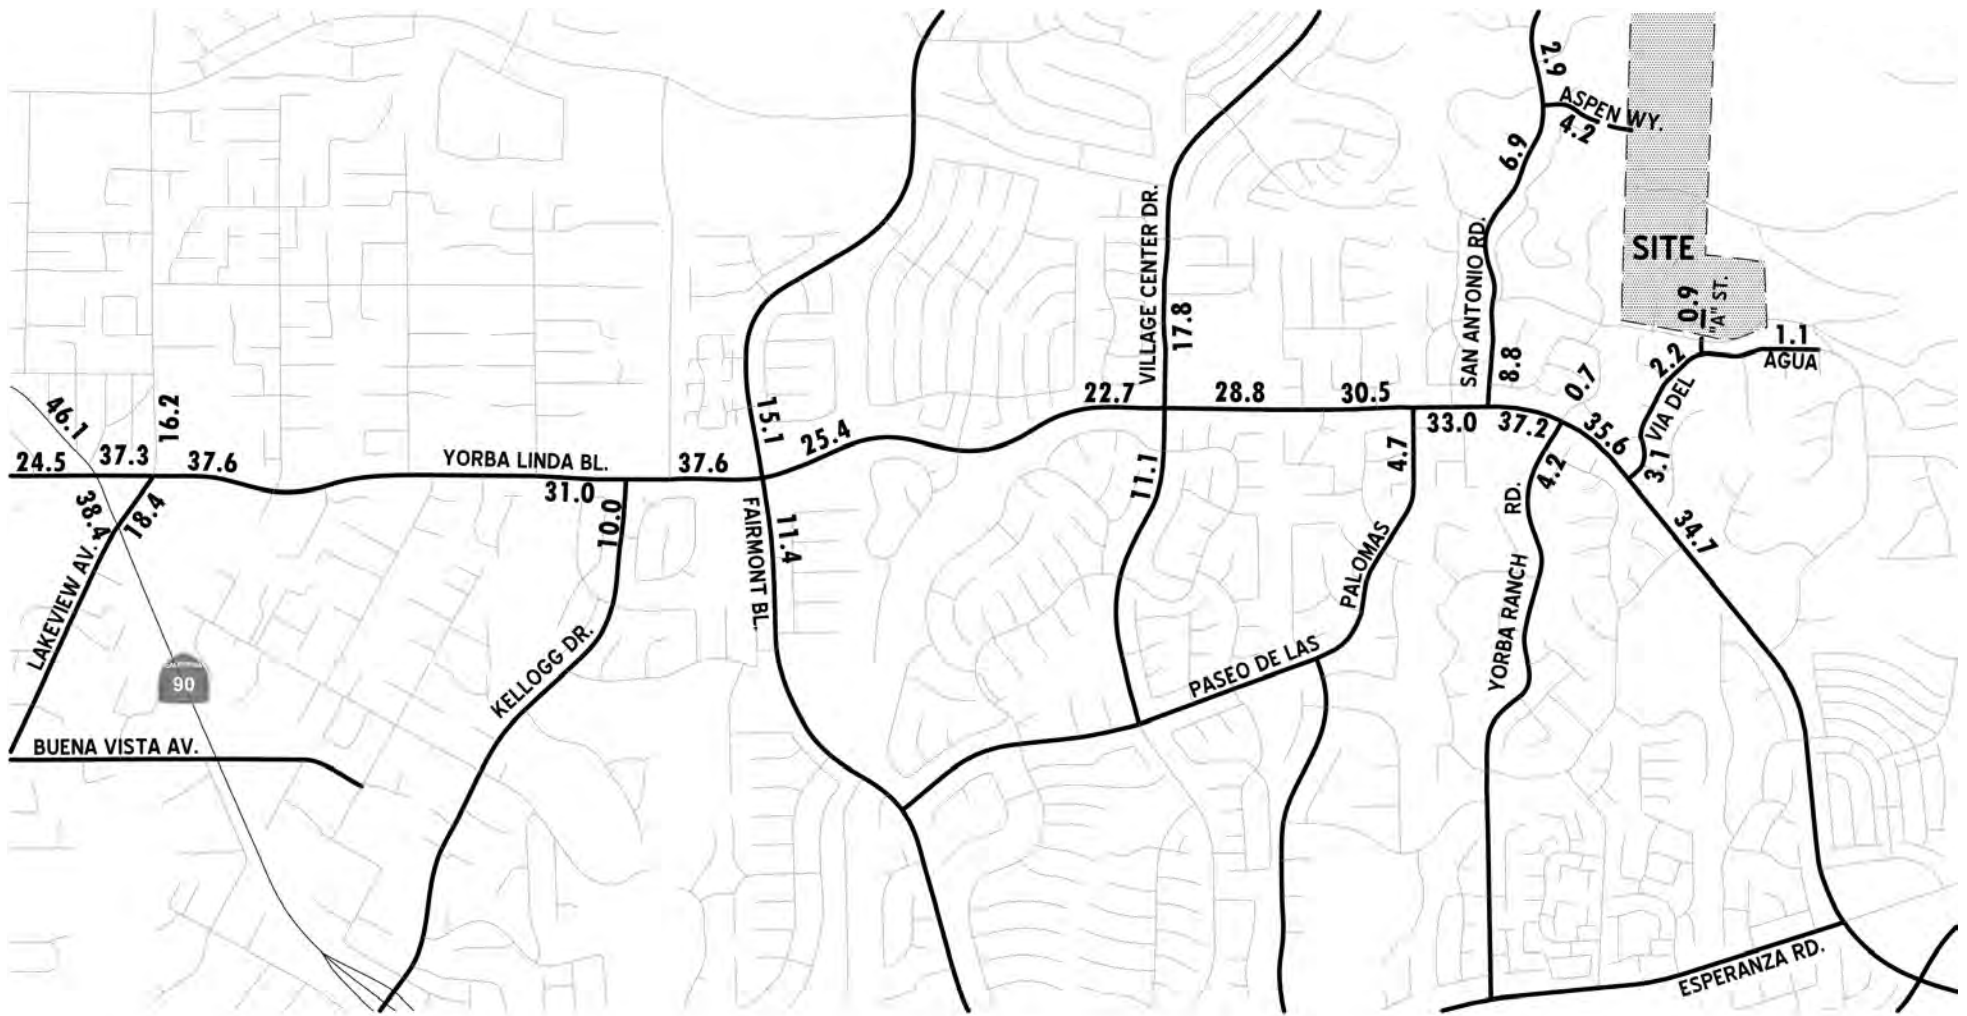 2.9
ASPEN WY.
4.2
6.9
VILLAGE CENTER DR.
SAN ANTONIO RD.
SITE
0.9
"A" ST.
17.8
1.1
AGUA
2.2
VIA DEL
8.8
0.7
46.1
16.2
15.1
22.7
28.8
30.5
33.0
37.2
35.6
25.4
24.5
37.3
37.6
YORBA LINDA BL.
37.6
31.0
10.0
4.7
4.2
3.1
11.1
38.4
18.4
FAIRMONT BL.
11.4
RD.
34.7
LAKEVIEW AV.
PALOMAS
YORBA RANCH
CALIFORNIA
90
KELLOGG DR.
PASEO DE LAS
BUENA VISTA AV.
ESPERANZA RD.